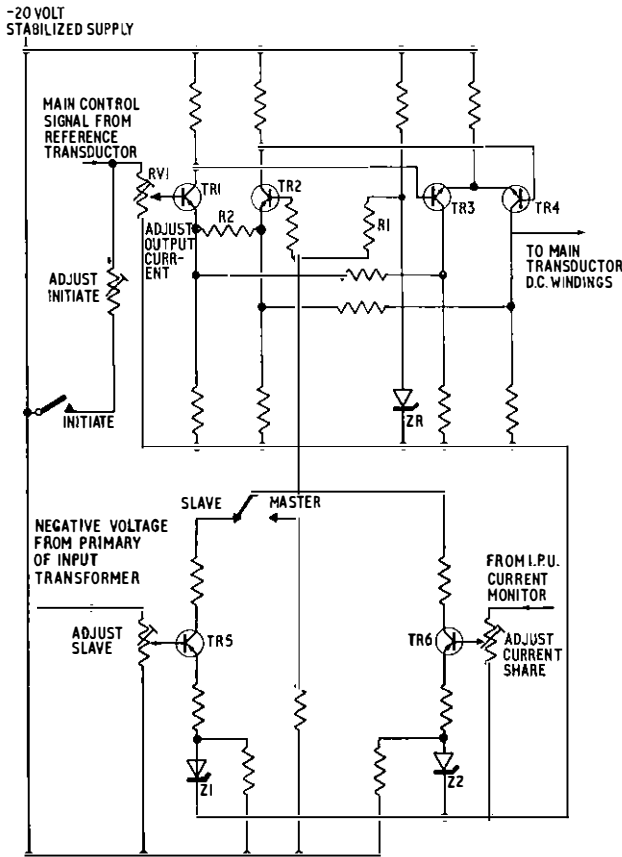 -20 VOLT
STABILIZED SUPPLY
MAIN CONTROL
SIGNAL FROM
REFERENCE
TRANSDUCTOR
RV1
TR1
TR2
R2
R1
TR3
TR4
ADJUST
OUTPUT
CURR-
ENT
ADJUST
INITIATE
TO MAIN
TRANSDUCTOR
D.C. WINDINGS
INITIATE
ZR
SLAVE
MASTER
NEGATIVE VOLTAGE
FROM PRIMARY
OF INPUT
TRANSFORMER
FROM I.P.U.
CURRENT
MONITOR
ADJUST
SLAVE
TR5
TR6
ADJUST
CURRENT
SHARE
Z1
Z2